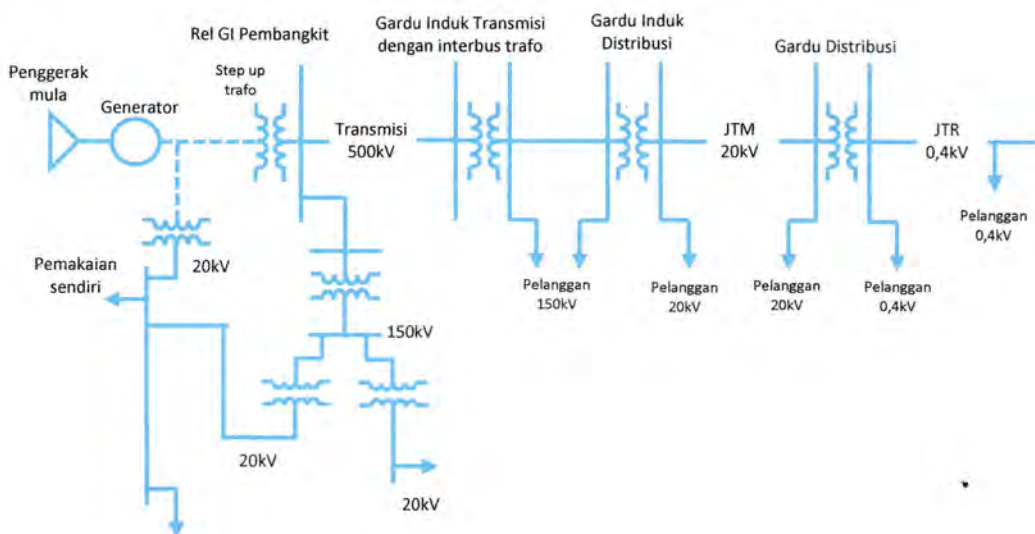 Penggerak
mula
Generator
Rel GI Pembangkit
Step up
trafo
Transmisi
500kV
Gardu Induk Transmisi
dengan interbus trafo
Gardu Induk
Distribusi
JTM
20kV
Gardu Distribusi
JTR
0,4kV
Pelanggan
0,4kV
Pelanggan
150kV
Pelanggan
20kV
Pelanggan
20kV
Pelanggan
0,4kV
20kV
Pemakaian
sendiri
150kV
20kV
20kV